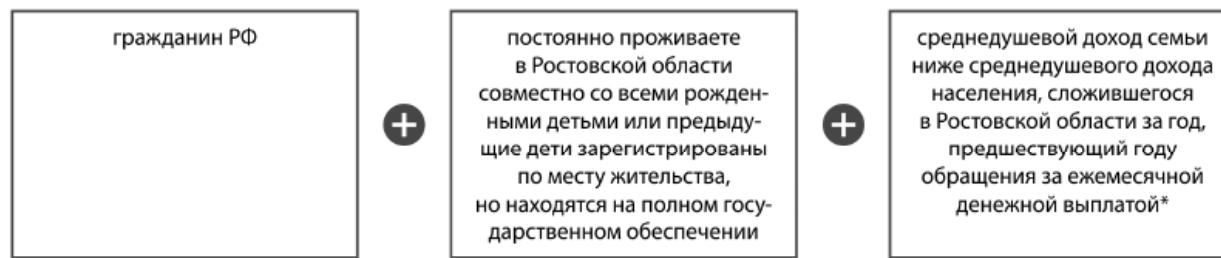 гражданин РФ
постоянно проживаете
в Ростовской области
совместно со всеми рожден-
ными детьми или предыду-
щие дети зарегистрированы
по месту жительства,
но находятся на полном госу-
дарственном обеспечении
среднедушевой доход семьи
ниже среднедушевого дохода
населения, сложившегося
в Ростовской области за год,
предшествующий году
обращения за ежемесячной
денежной выплатой*